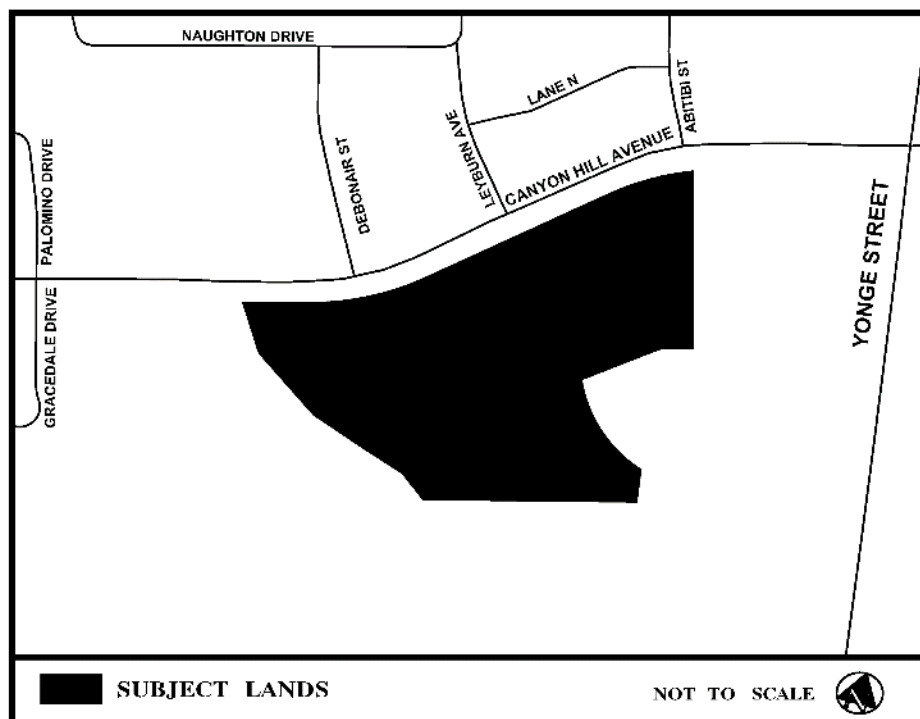 NAUGHTON DRIVE
LANE N
ABITIBI ST
LEYBURN AVE
CANYON HILL AVENUE
DEBONAIR ST
PALOMINO DRIVE
YONGE STREET
GRACEDALE DRIVE
SUBJECT LANDS
NOT TO SCALE